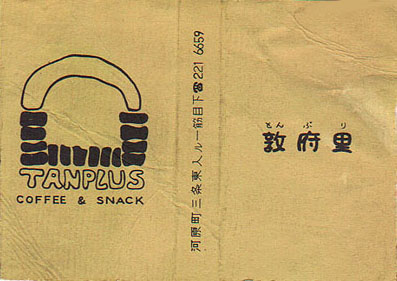 TANPLUS
COFFEE & SNACK
河原町三条東入ル一筋目下☎221 6659
とん ぷ り
敦府里